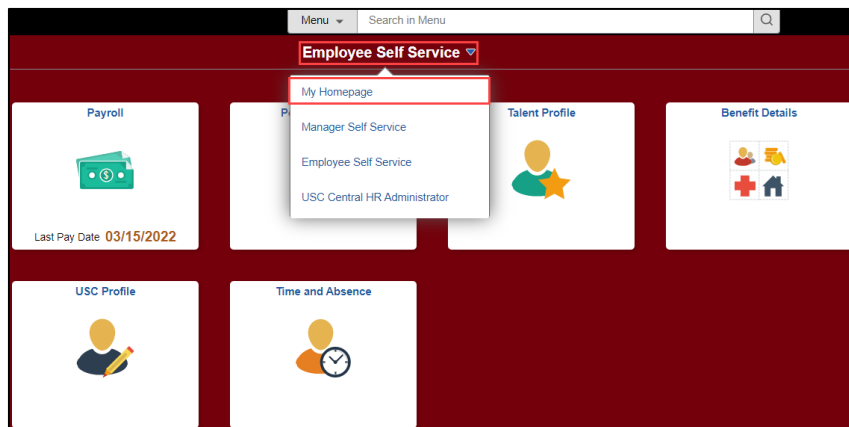 Menu
Search in Menu
Employee Self Service
My Homepage
Manager Self Service
Employee Self Service
USC Central HR Administrator
Payroll
Last Pay Date 03/15/2022
Talent Profile
Benefit Details
USC Profile
Time and Absence